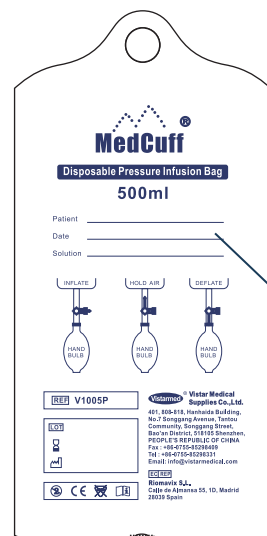 MedCuff ®
Disposable Pressure Infusion Bag
500ml
Patient
Date
Solution
INFLATE HOLD AIR DEFLATE
HAND BULB
HAND BULB
HAND BULB
REF V1005P
LOT
Vistarmed ® Vistar Medical
Supplies Co.,Ltd.
401, 808-818, Hanhaida Building,
No.7 Songgang Avenue, Tantou
Community, Songgang Street,
Bao'an District, 518105 Shenzhen,
PEOPLE'S REPUBLIC OF CHINA
Fax : +86-0755-85298409
Tel : +86-0755-85298331
Email: info@vistarmedical.com
EC REP
Riomavix S.L.
Calle de Almansa 55, 1D, Madrid
28039 Spain
2 CE